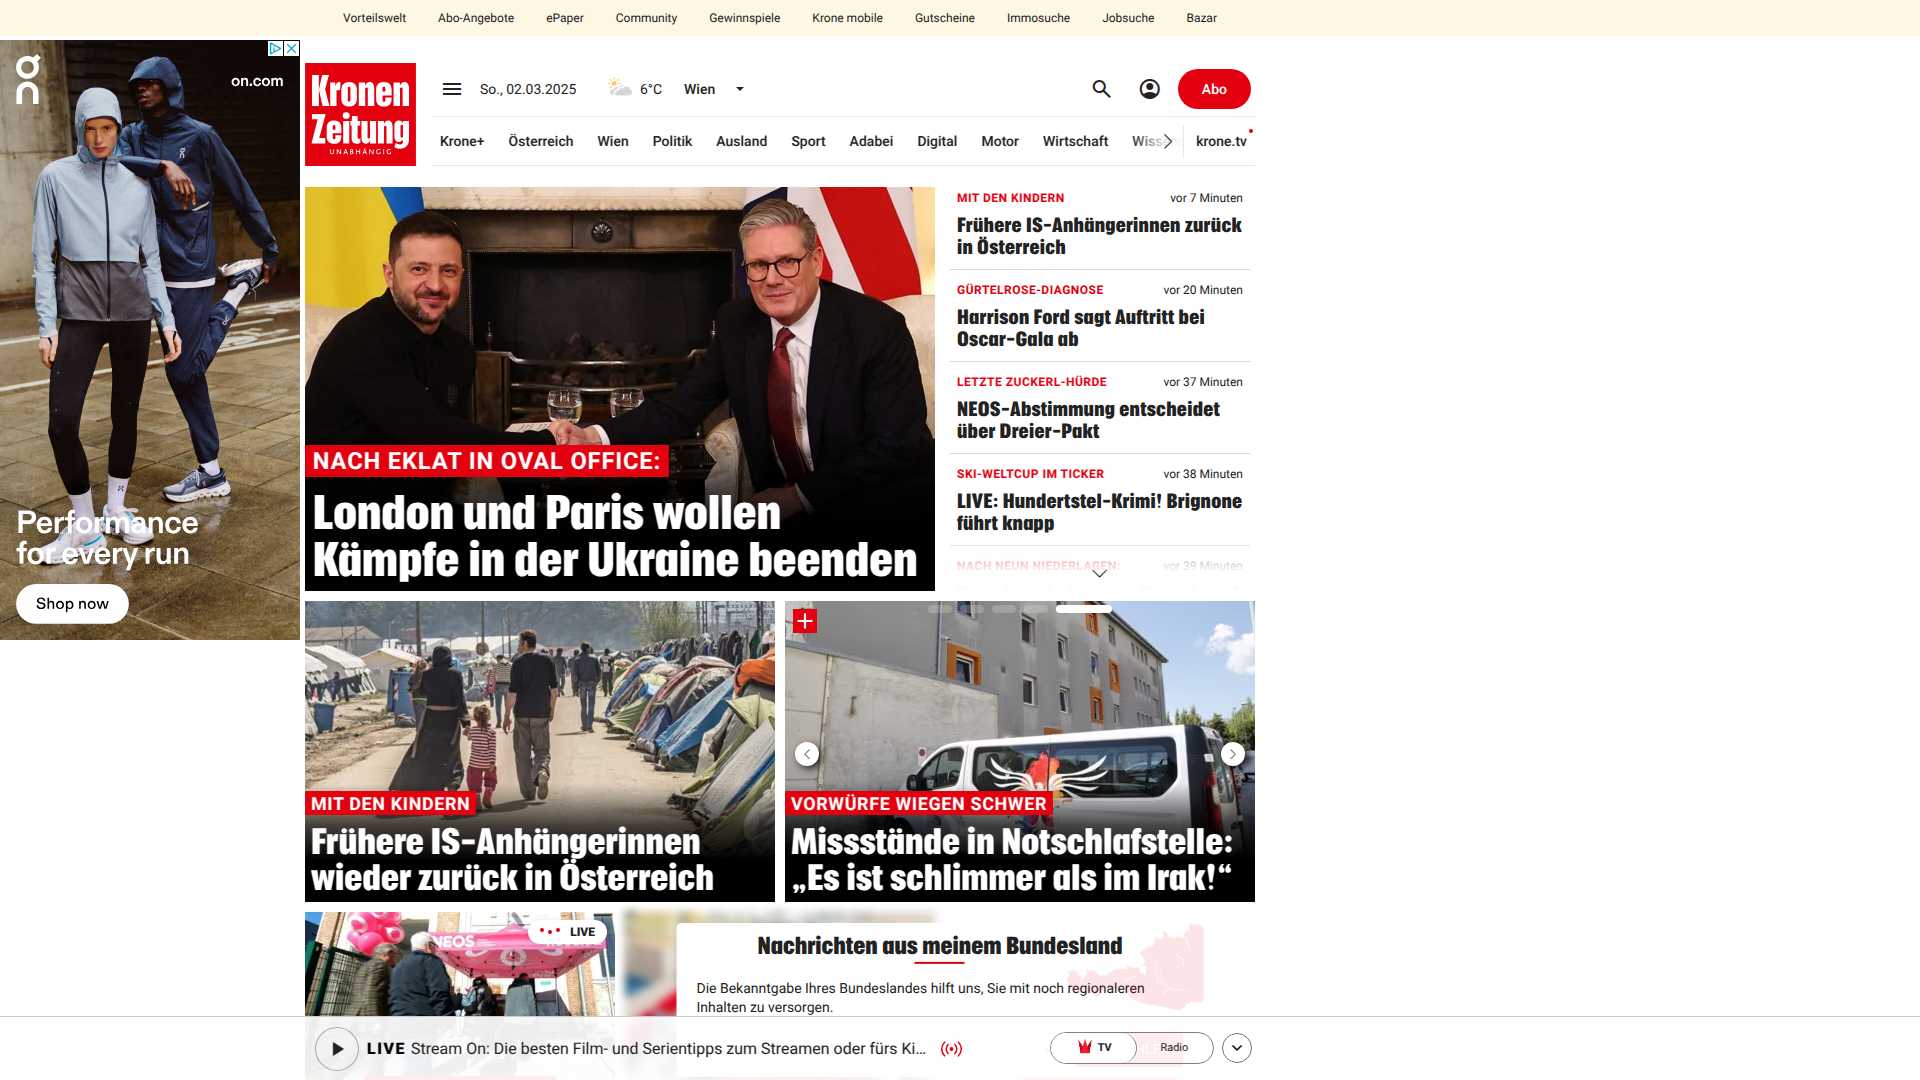 Vorteilswelt Abo-Angebote ePaper Community Gewinnspiele Krone mobile Gutscheine Immosuche Jobsuche Bazar
on.com
Performance
for every run
Shop now
Kronen
Zeitung
UNABHÄNGIG
So., 02.03.2025 6°C Wien
Abo
Krone+ Österreich Wien Politik Ausland Sport Adabei Digital Motor Wirtschaft krone.tv
NACH EKLAT IN OVAL OFFICE:
London und Paris wollen
Kämpfe in der Ukraine beenden
MIT DEN KINDERN vor 7 Minuten
Frühere IS-Anhängerinnen zurück
in Österreich
GÜRTELROSE-DIAGNOSE vor 20 Minuten
Harrison Ford sagt Auftritt bei
Oscar-Gala ab
LETZTE ZUCKERL-HÜRDE vor 37 Minuten
NEOS-Abstimmung entscheidet
über Dreier-Pakt
SKI-WELTCUP IM TICKER vor 38 Minuten
LIVE: Hundertstel-Krimi! Brignone
führt knapp
NACH NEUN NIEDERLAGEN: vor 39 Minuten
MIT DEN KINDERN
Frühere IS-Anhängerinnen
wieder zurück in Österreich
VORWÜRFE WIEGEN SCHWER
Missstände in Notschlafstelle:
„Es ist schlimmer als im Irak!“
NEOS
LIVE
Nachrichten aus meinem Bundesland
Die Bekanntgabe Ihres Bundeslandes hilft uns, Sie mit noch regionaleren
Inhalten zu versorgen.
LIVE Stream On: Die besten Film- und Serientipps zum Streamen oder fürs Ki...
TV Radio